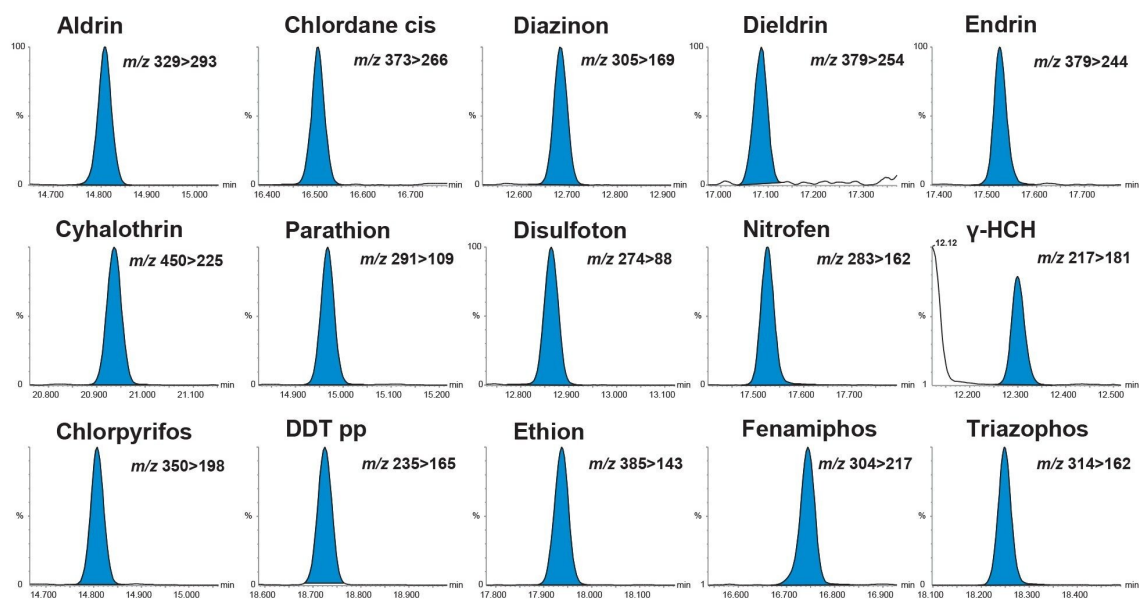 Aldrin
100
%
0
m/z 329>293
14.700 14.800 14.900 15.000 min
Chlordane cis
%
0
m/z 373>266
16.400 16.500 16.600 16.700 min
Diazinon
100
%
0
m/z 305>169
12.600 12.700 12.800 12.900 min
Dieldrin
100
%
0
m/z 379>254
17.000 17.100 17.200 17.300 min
Endrin
100
%
0
m/z 379>244
17.400 17.500 17.600 17.700 min
Cyhalothrin
%
0
m/z 450>225
20.800 20.900 21.000 21.100 min
Parathion
%
0
m/z 291>109
14.900 15.000 15.100 15.200 min
Disulfoton
100
%
0
m/z 274>88
12.800 12.900 13.000 13.100 min
Nitrofen
%
0
m/z 283>162
17.500 17.600 17.700 min
γ-HCH
12.12
%
1
m/z 217>181
12.200 12.300 12.400 12.500 min
Chlorpyrifos
%
0
m/z 350>198
14.700 14.800 14.900 15.000 min
DDT pp
%
0
m/z 235>165
18.600 18.700 18.800 18.900 min
Ethion
%
0
m/z 385>143
17.800 17.900 18.000 18.100 min
Fenamiphos
%
1
m/z 304>217
16.600 16.700 16.800 16.900 min
Triazophos
%
0
m/z 314>162
18.200 18.300 18.400 min